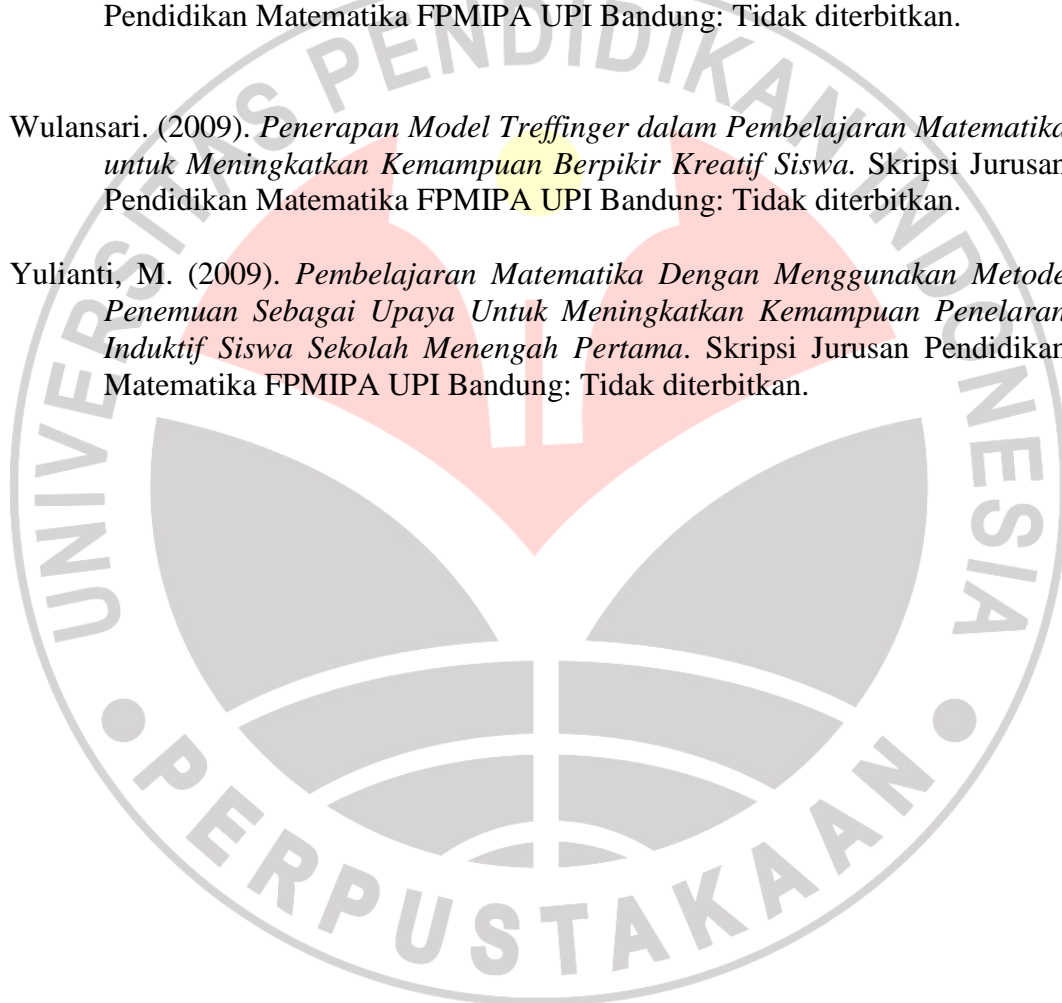 Pendidikan Matematika FPMIPA UPI Bandung: Tidak diterbitkan.
Wulansari. (2009). Penerapan Model Treffinger dalam Pembelajaran Matematika
untuk Meningkatkan Kemampuan Berpikir Kreatif Siswa. Skripsi Jurusan
Pendidikan Matematika FPMIPA UPI Bandung: Tidak diterbitkan.
Yulianti, M. (2009). Pembelajaran Matematika Dengan Menggunakan Metode
Penemuan Sebagai Upaya Untuk Meningkatkan Kemampuan Penelaran
Induktif Siswa Sekolah Menengah Pertama. Skripsi Jurusan Pendidikan
Matematika FPMIPA UPI Bandung: Tidak diterbitkan.
UNIVERSITAS PENDIDIKAN INDONESIA
PERPUSTAKAAN